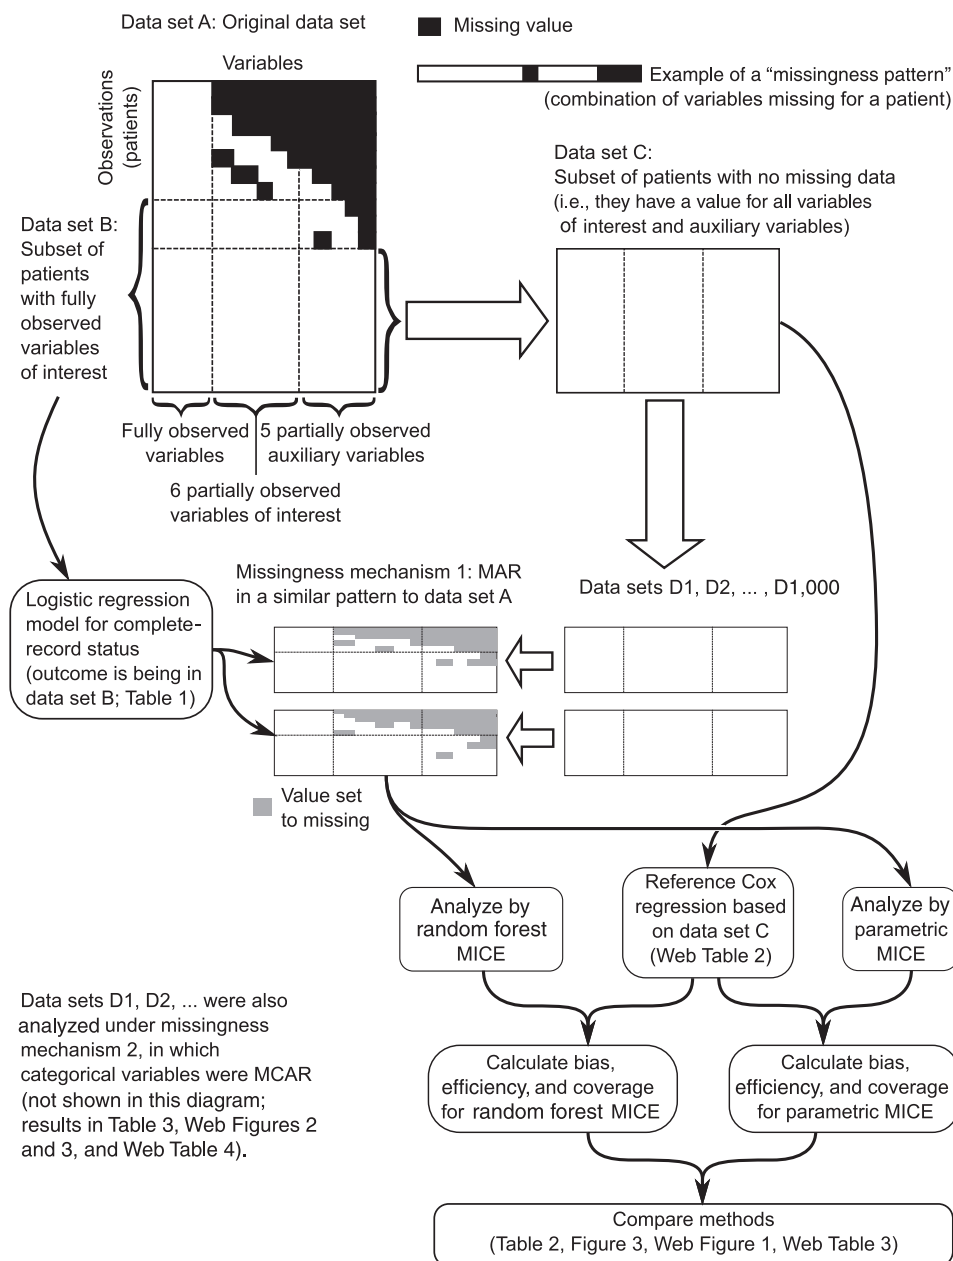 Data set A: Original data set
Missing value
Variables
Example of a “missingness pattern”
(combination of variables missing for a patient)
Observations
(patients)
Data set C:
Subset of patients with no missing data
(i.e., they have a value for all variables
of interest and auxiliary variables)
Data set B:
Subset of
patients
with fully
observed
variables
of interest
Fully observed
variables
5 partially observed
auxiliary variables
6 partially observed
variables of interest
Missingness mechanism 1: MAR
in a similar pattern to data set A
Data sets D1, D2, ... , D1,000
Logistic regression
model for complete-
record status
(outcome is being in
data set B; Table 1)
Value set
to missing
Analyze by
random forest
MICE
Reference Cox
regression based
on data set C
(Web Table 2)
Analyze by
parametric
MICE
Data sets D1, D2, ... were also
analyzed under missingness
mechanism 2, in which
categorical variables were MCAR
(not shown in this diagram;
results in Table 3, Web Figures 2
and 3, and Web Table 4).
Calculate bias,
efficiency, and coverage
for random forest MICE
Calculate bias,
efficiency, and coverage
for parametric MICE
Compare methods
(Table 2, Figure 3, Web Figure 1, Web Table 3)